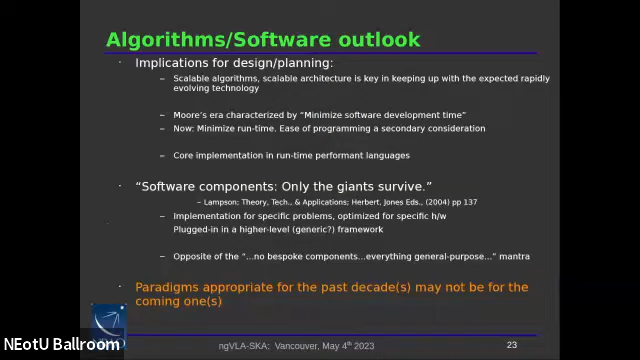 Algorithms/Software outlook
· Implications for design/planning:
– Scalable algorithms, scalable architecture is key in keeping up with the expected rapidly
evolving technology
– Moore's era characterized by "Minimize software development time"
– Now: Minimize run-time. Ease of programming a secondary consideration
– Core implementation in run-time performant languages
· "Software components: Only the giants survive."
– Lampson; Theory, Tech., & Applications; Herbert, Jones Eds., (2004) pp 137
– Implementation for specific problems, optimized for specific h/w
Plugged-in in a higher-level (generic?) framework
– Opposite of the "...no bespoke components...everything general-purpose..." mantra
· Paradigms appropriate for the past decade(s) may not be for the
coming one(s)
NEotU Ballroom
ngVLA-SKA: Vancouver, May 4th 2023
23